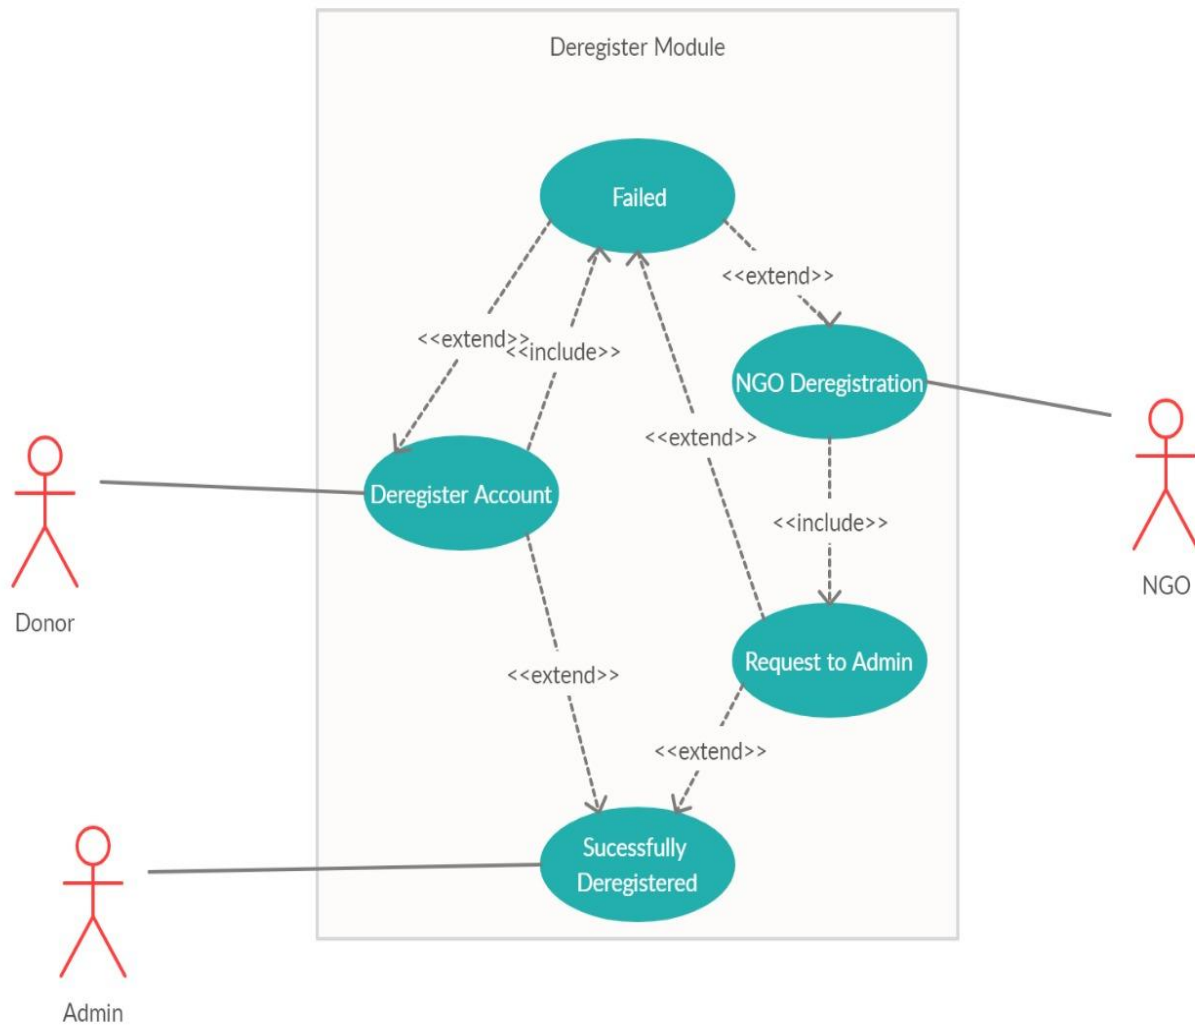 Deregister Module
Failed
<<extend>>
<<extend>>
<<include>>
NGO Deregistration
<<extend>>
Deregister Account
<<include>>
NGO
Donor
Request to Admin
<<extend>>
<<extend>>
Sucessfully
Deregistered
Admin